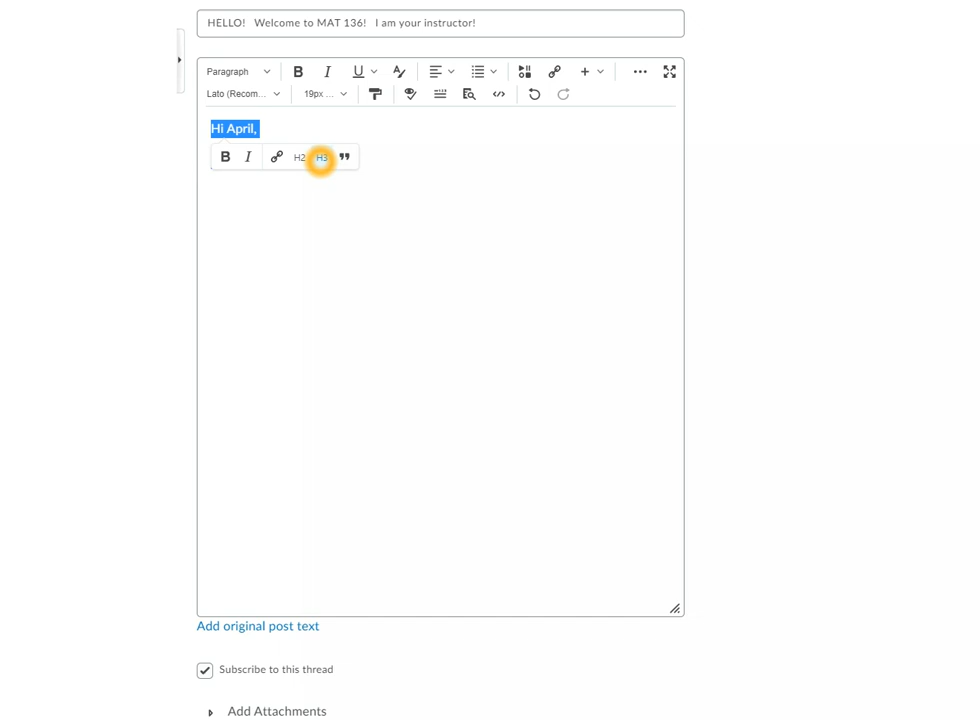 HELLO! Welcome to MAT 136! I am your instructor!
Paragraph B I U
Lato (Recom... 19px ...
Hi April,
B I H2 H3
Add original post text
Subscribe to this thread
Add Attachments